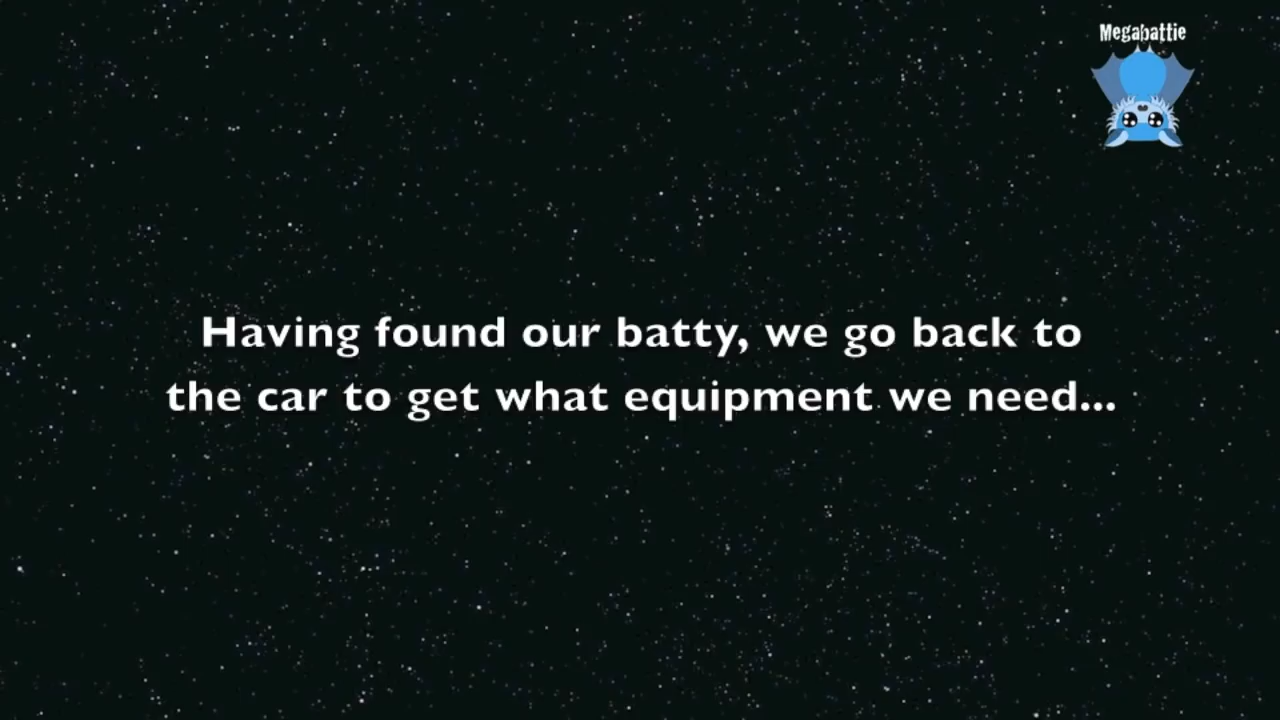 Megabattie
Having found our batty, we go back to
the car to get what equipment we need...